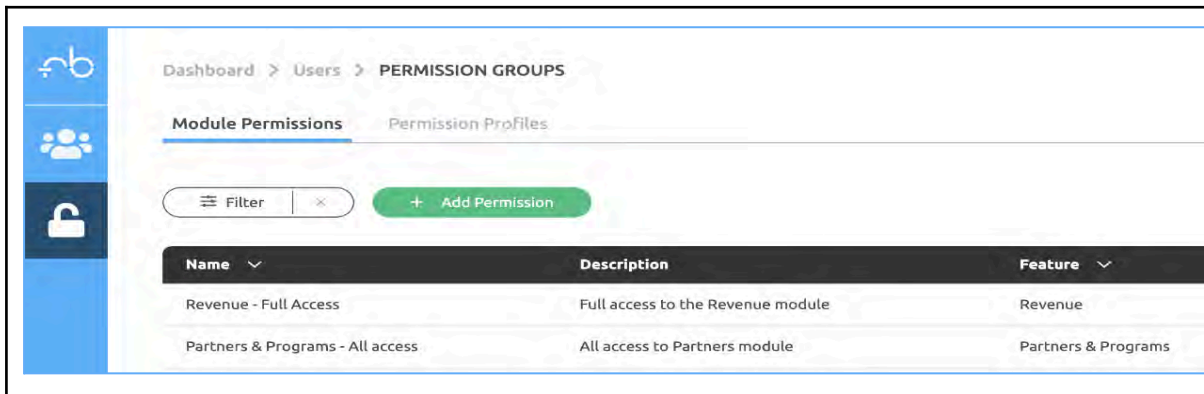 rb
Dashboard > Users > PERMISSION GROUPS
Module Permissions Permission Profiles
Filter × + Add Permission
Name Description Feature
Revenue - Full Access Full access to the Revenue module Revenue
Partners & Programs - All access All access to Partners module Partners & Programs